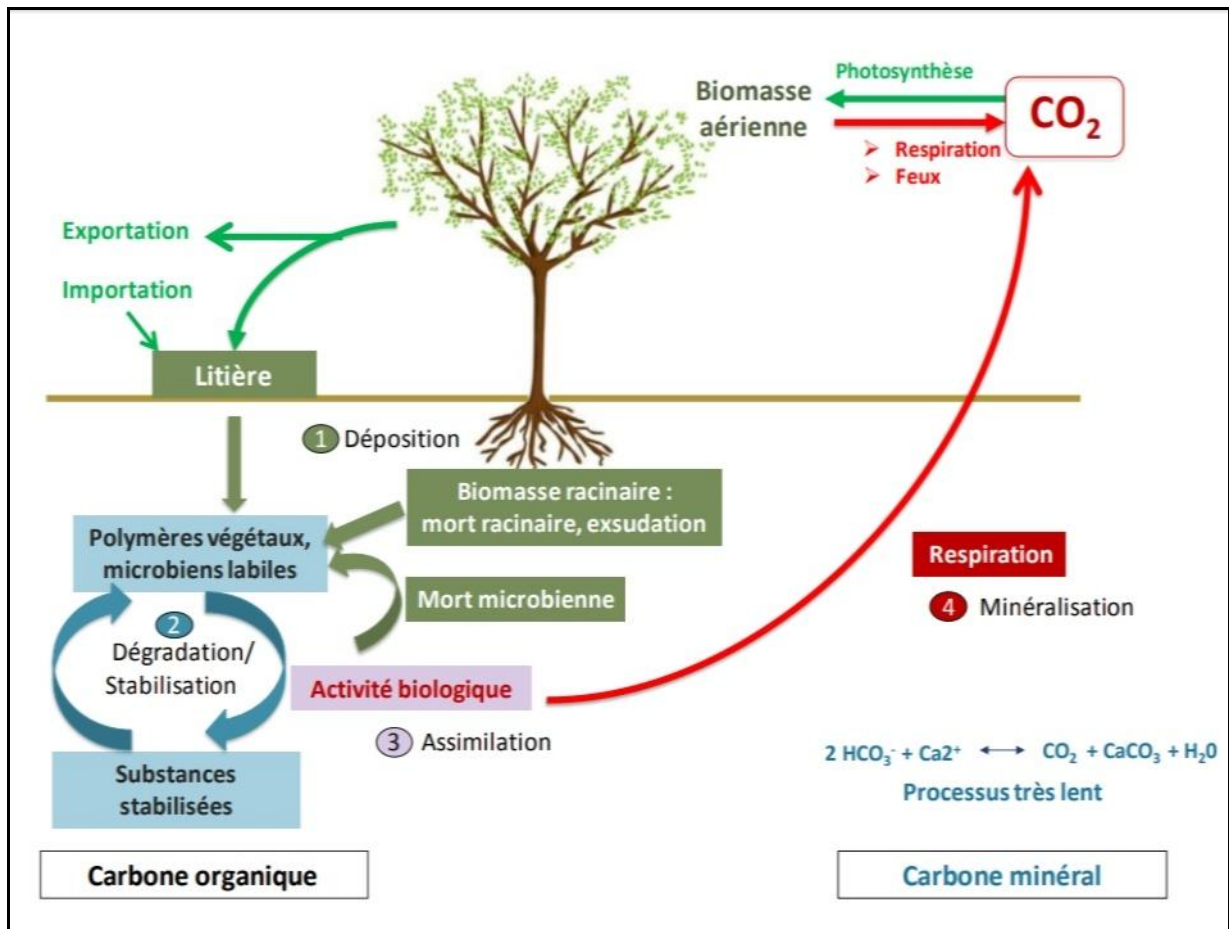 Photosynthèse
Biomasse
aérienne
CO₂
➢ Respiration
➢ Feux
Exportation
Importation
Litière
1 Déposition
Biomasse racinaire :
mort racinaire, exsudation
Polymères végétaux,
microbiens labiles
Mort microbienne
2
Dégradation/
Stabilisation
Activité biologique
3 Assimilation
Substances
stabilisées
Respiration
4 Minéralisation
2 HCO₃⁻ + Ca2⁺ ⟷ CO₂ + CaCO₃ + H₂0
Processus très lent
Carbone organique
Carbone minéral